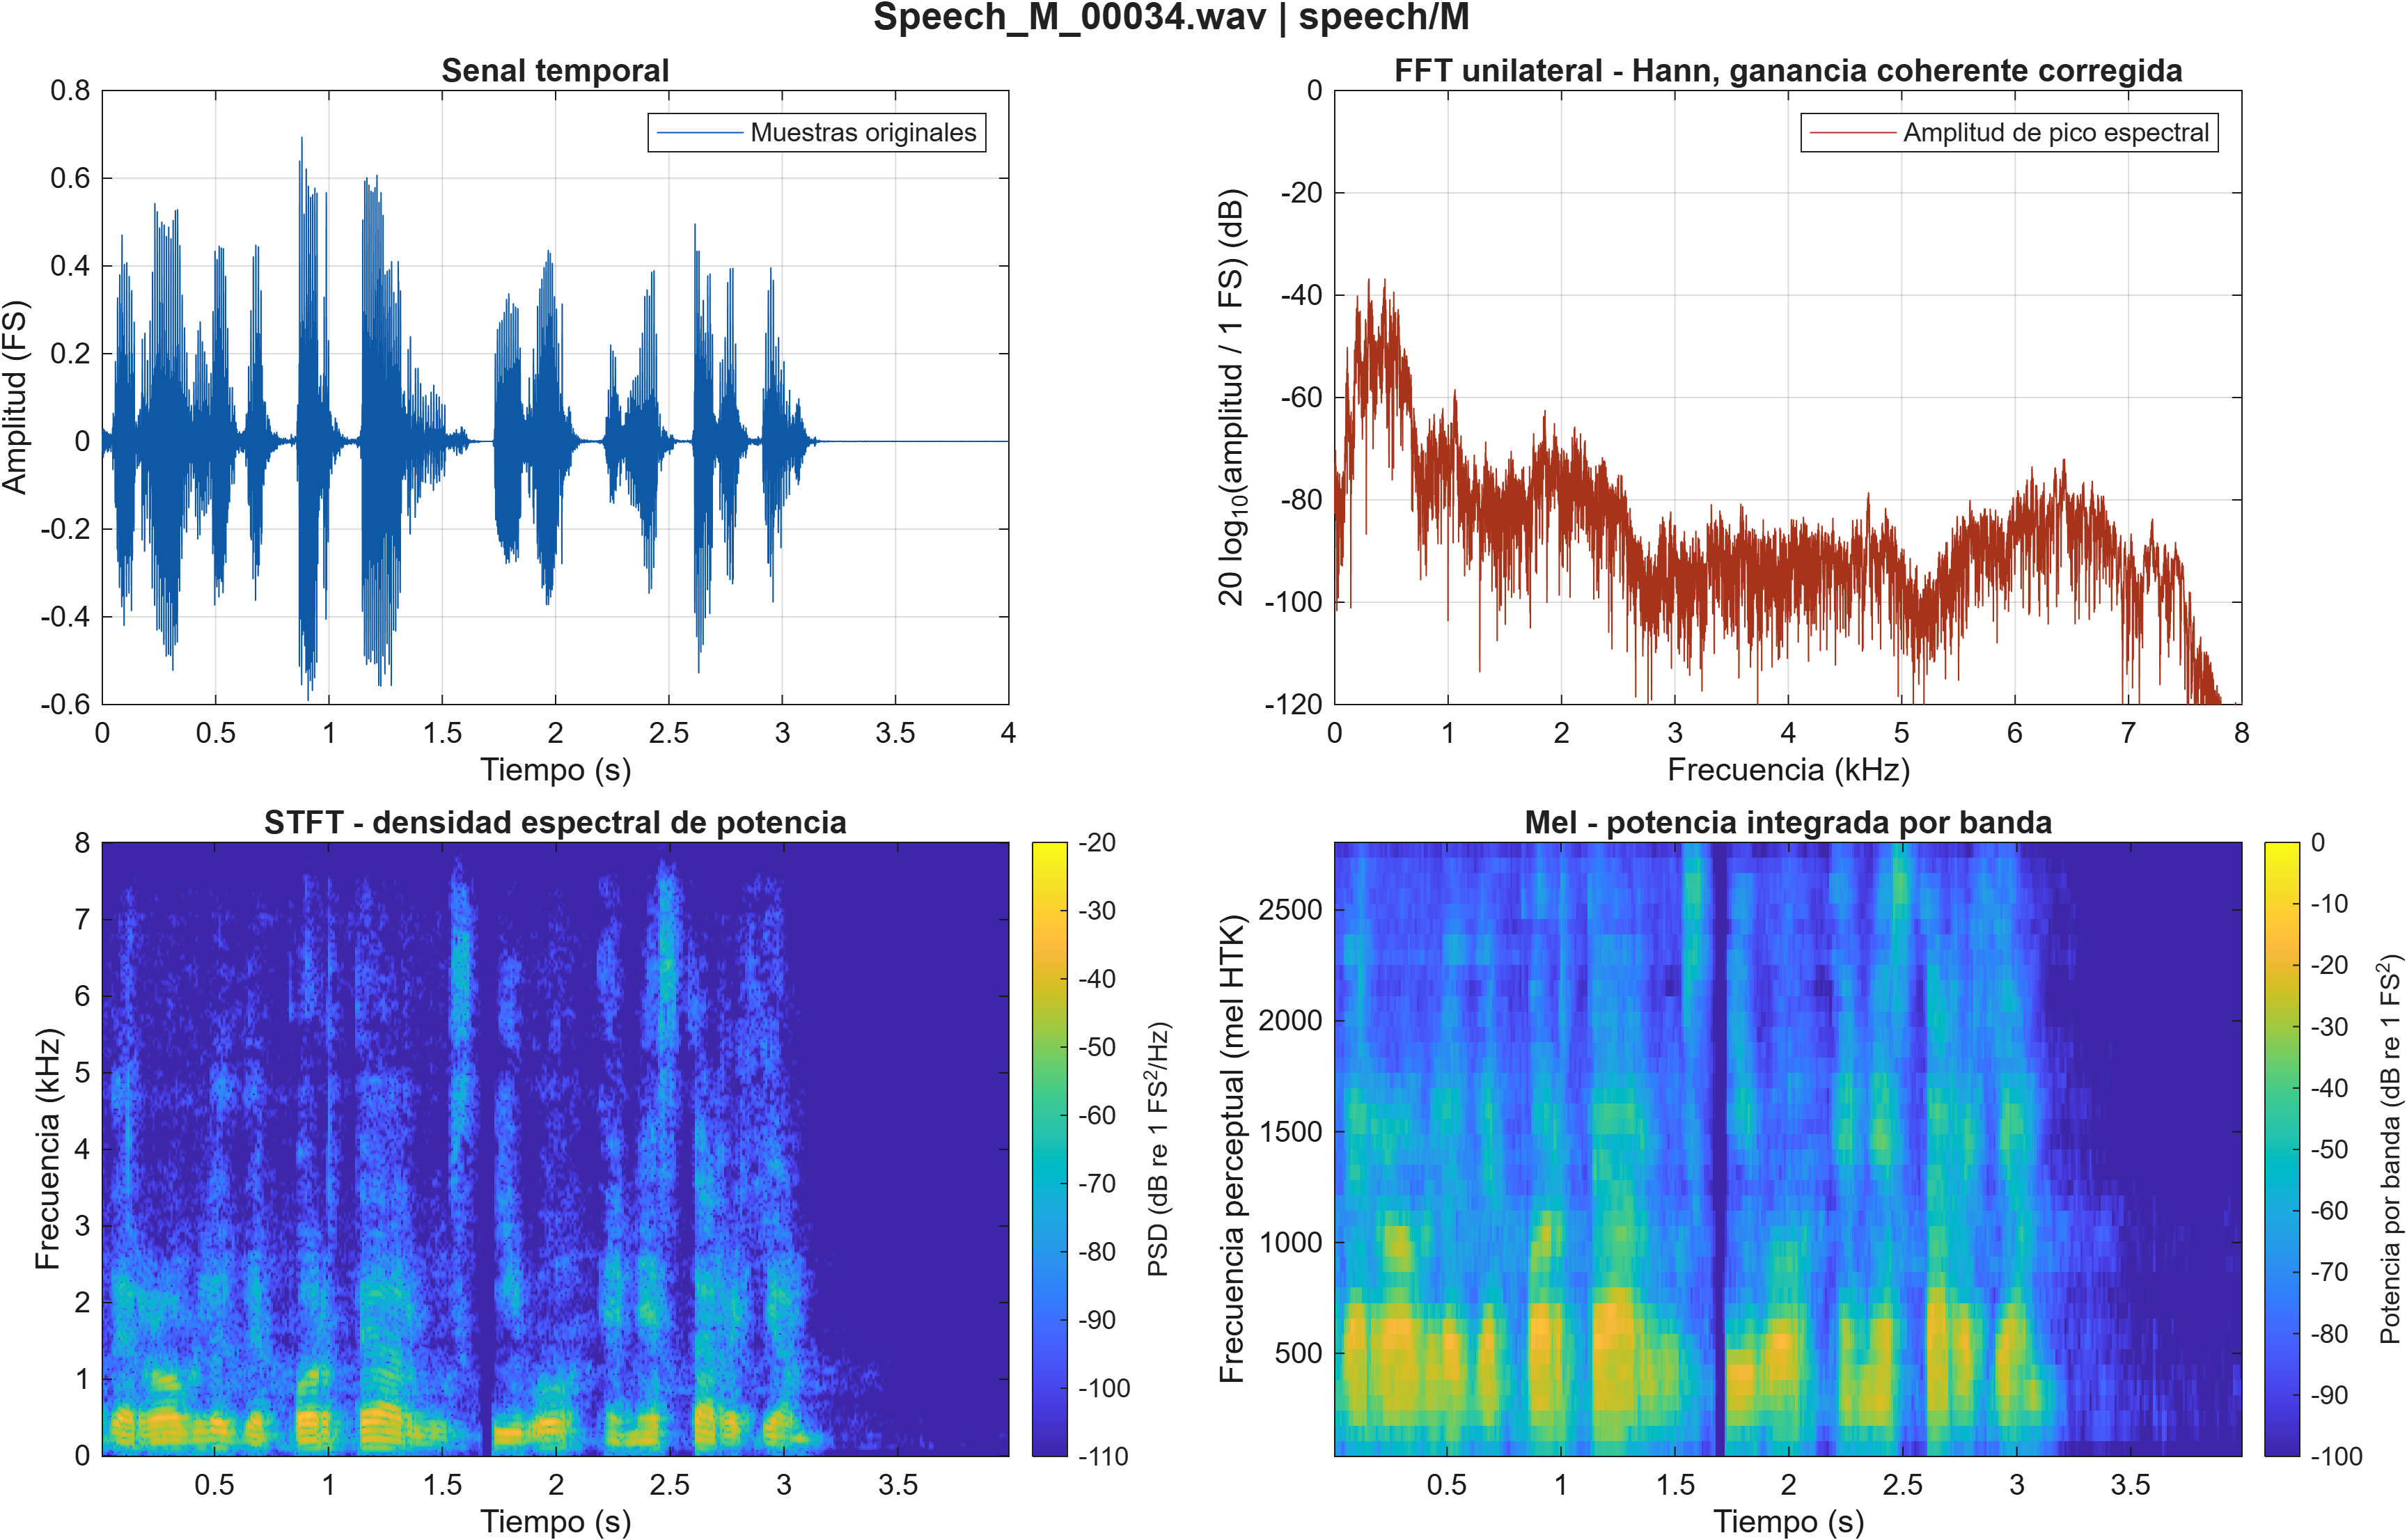 Speech_M_00034.wav | speech/M
Senal temporal
0.8
0.6
0.4
0.2
0
-0.2
-0.4
-0.6
Amplitud (FS)
Muestras originales
0 0.5 1 1.5 2 2.5 3 3.5 4
Tiempo (s)
FFT unilateral - Hann, ganancia coherente corregida
0
-20
-40
-60
-80
-100
-120
20 log10(amplitud / 1 FS) (dB)
Amplitud de pico espectral
0 1 2 3 4 5 6 7 8
Frecuencia (kHz)
STFT - densidad espectral de potencia
8
7
6
5
4
3
2
1
0
Frecuencia (kHz)
0.5 1 1.5 2 2.5 3 3.5
Tiempo (s)
-20
-30
-40
-50
-60
-70
-80
-90
-100
-110
PSD (dB re 1 FS²/Hz)
Mel - potencia integrada por banda
2500
2000
1500
1000
500
Frecuencia perceptual (mel HTK)
0.5 1 1.5 2 2.5 3 3.5
Tiempo (s)
0
-10
-20
-30
-40
-50
-60
-70
-80
-90
-100
Potencia por banda (dB re 1 FS²)